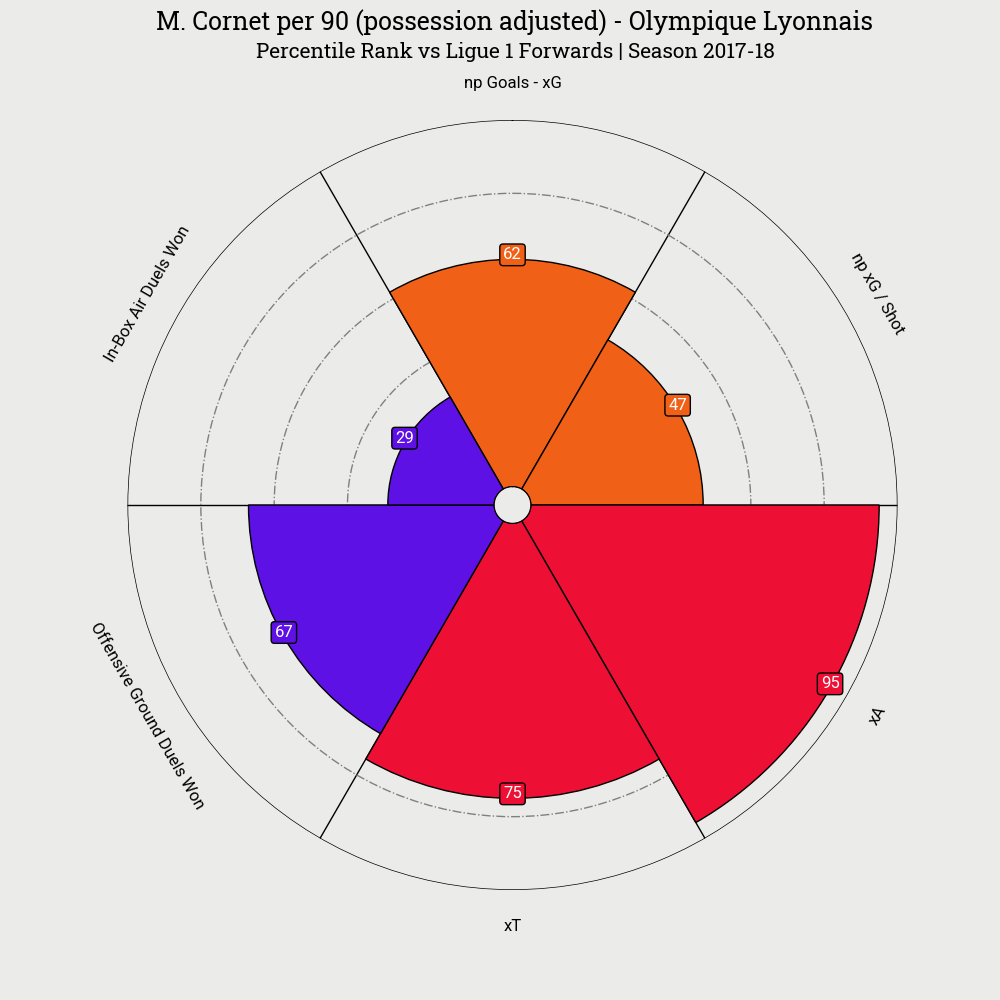 M. Cornet per 90 (possession adjusted) - Olympique Lyonnais
Percentile Rank vs Ligue 1 Forwards | Season 2017-18
np Goals - xG
In-Box Air Duels Won
np xG / Shot
62
47
29
67
95
75
Offensive Ground Duels Won
xA
xT